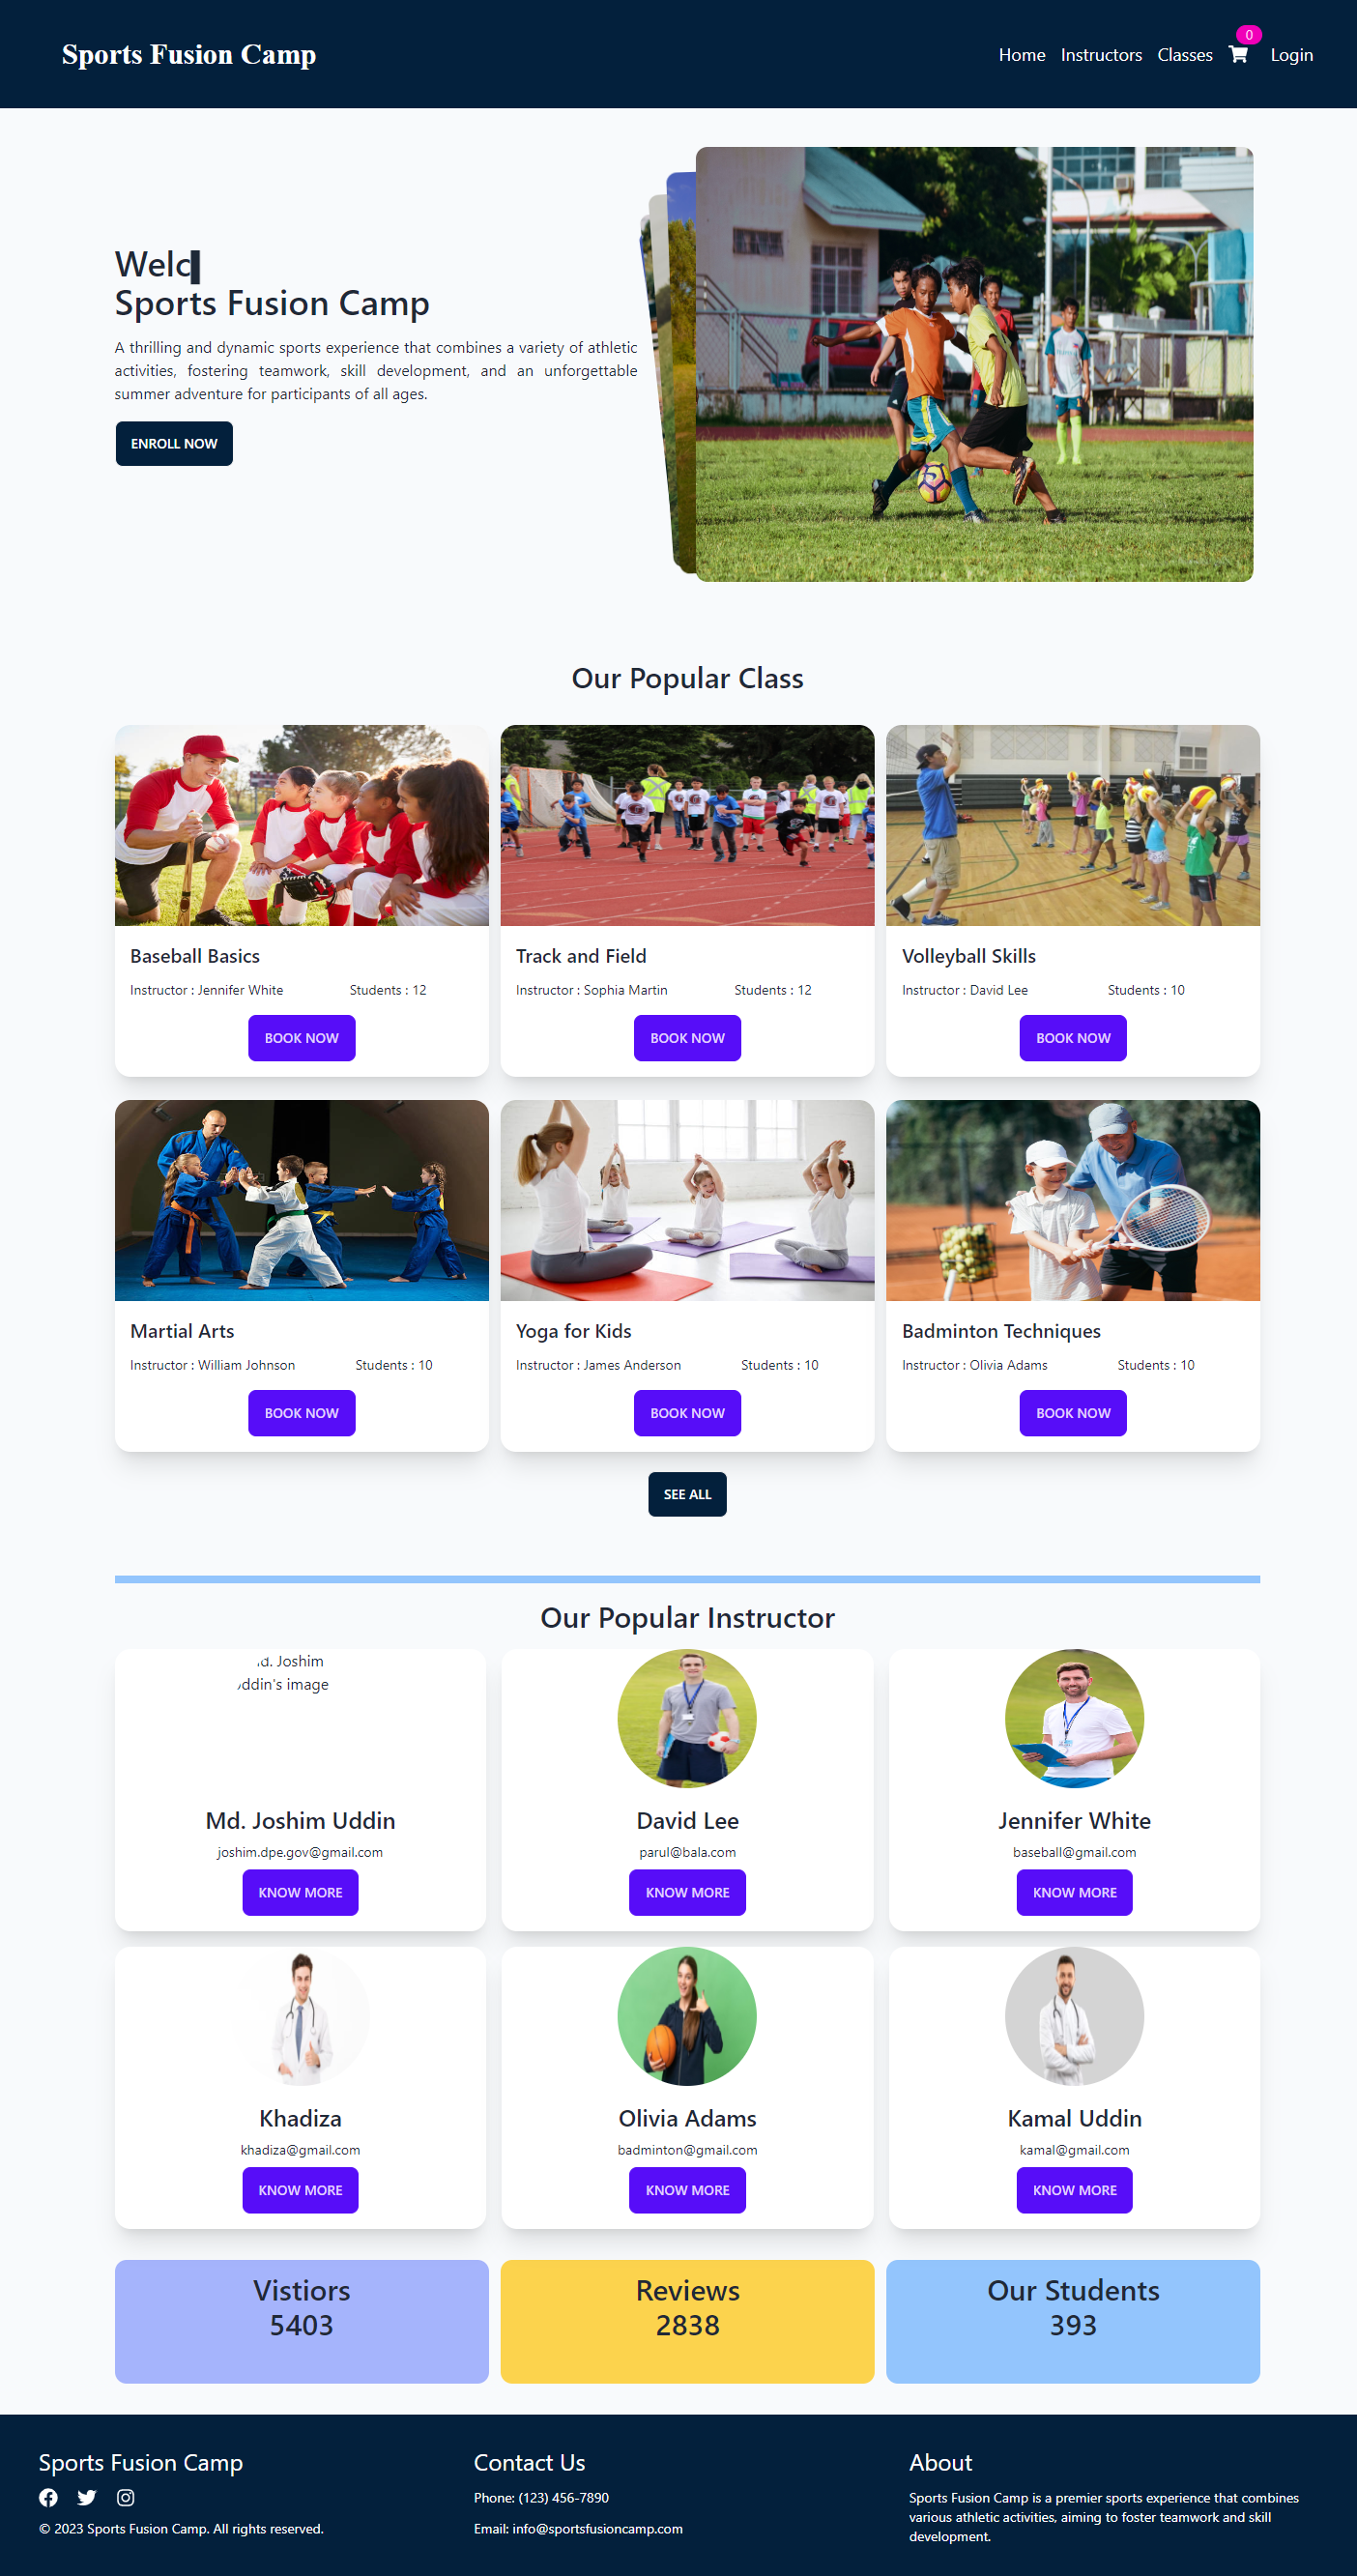 Sports Fusion Camp
Home Instructors Classes 0 Login
Welc
Sports Fusion Camp
A thrilling and dynamic sports experience that combines a variety of athletic
activities, fostering teamwork, skill development, and an unforgettable
summer adventure for participants of all ages.
ENROLL NOW
Our Popular Class
Baseball Basics
Instructor : Jennifer White Students : 12
BOOK NOW
Track and Field
Instructor : Sophia Martin Students : 12
BOOK NOW
Volleyball Skills
Instructor : David Lee Students : 10
BOOK NOW
Martial Arts
Instructor : William Johnson Students : 10
BOOK NOW
Yoga for Kids
Instructor : James Anderson Students : 10
BOOK NOW
Badminton Techniques
Instructor : Olivia Adams Students : 10
BOOK NOW
SEE ALL
Our Popular Instructor
d. Joshim
ddin's image
Md. Joshim Uddin
joshim.dpe.gov@gmail.com
KNOW MORE
David Lee
parul@bala.com
KNOW MORE
Jennifer White
baseball@gmail.com
KNOW MORE
Khadiza
khadiza@gmail.com
KNOW MORE
Olivia Adams
badminton@gmail.com
KNOW MORE
Kamal Uddin
kamal@gmail.com
KNOW MORE
Vistiors
5403
Reviews
2838
Our Students
393
Sports Fusion Camp
© 2023 Sports Fusion Camp. All rights reserved.
Contact Us
Phone: (123) 456-7890
Email: info@sportsfusioncamp.com
About
Sports Fusion Camp is a premier sports experience that combines
various athletic activities, aiming to foster teamwork and skill
development.